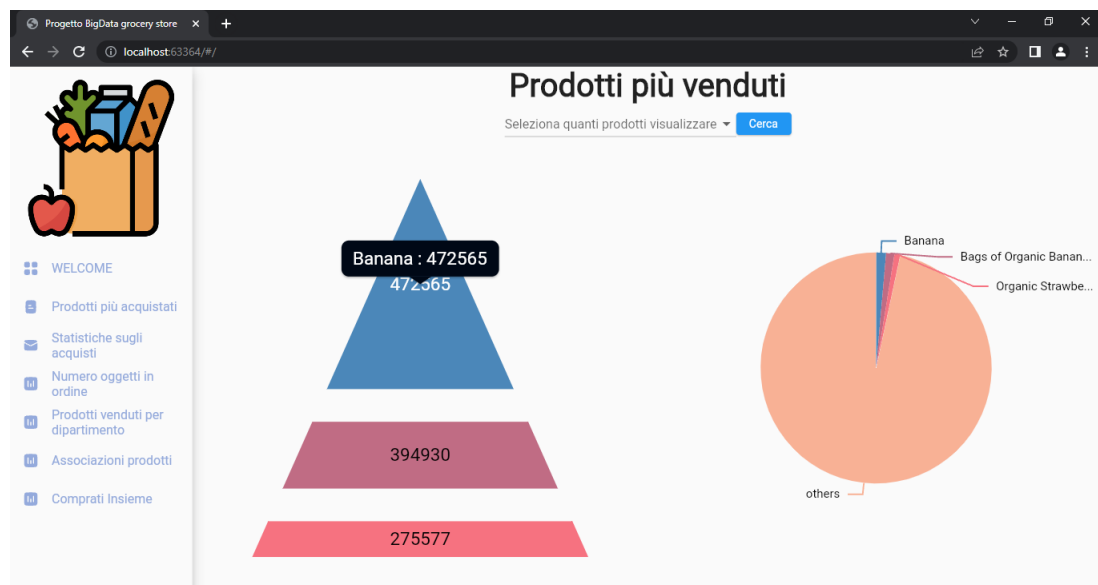 Progetto BigData grocery store
localhost:63364/#/
Prodotti più venduti
Seleziona quanti prodotti visualizzare
Cerca
WELCOME
Prodotti più acquistati
Statistiche sugli
acquisti
Numero oggetti in
ordine
Prodotti venduti per
dipartimento
Associazioni prodotti
Comprati Insieme
Banana : 472565
472565
394930
275577
Banana
Bags of Organic Banan...
Organic Strawbe...
others